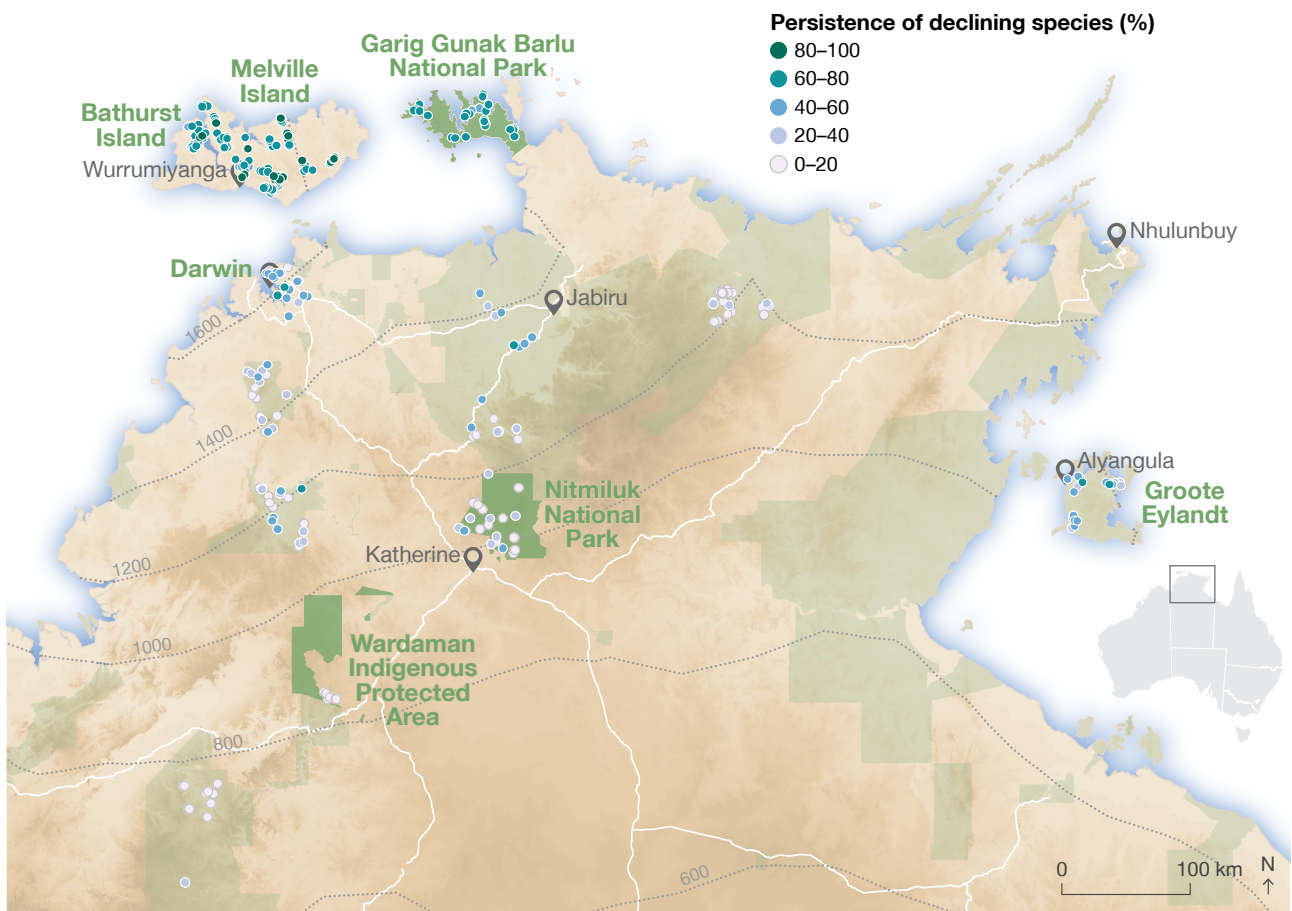 Persistence of declining species (%)
80–100
60–80
40–60
20–40
0–20
Garig Gunak Barlu
National Park
Melville
Island
Bathurst
Island
Wurrumiyanga
Nhulunbuy
Darwin
Jabiru
1600
1400
Alyangula
Groote
Eylandt
Nitmiluk
National
Park
Katherine
1200
1000
Wardaman
Indigenous
Protected
Area
800
600
0
100 km
N